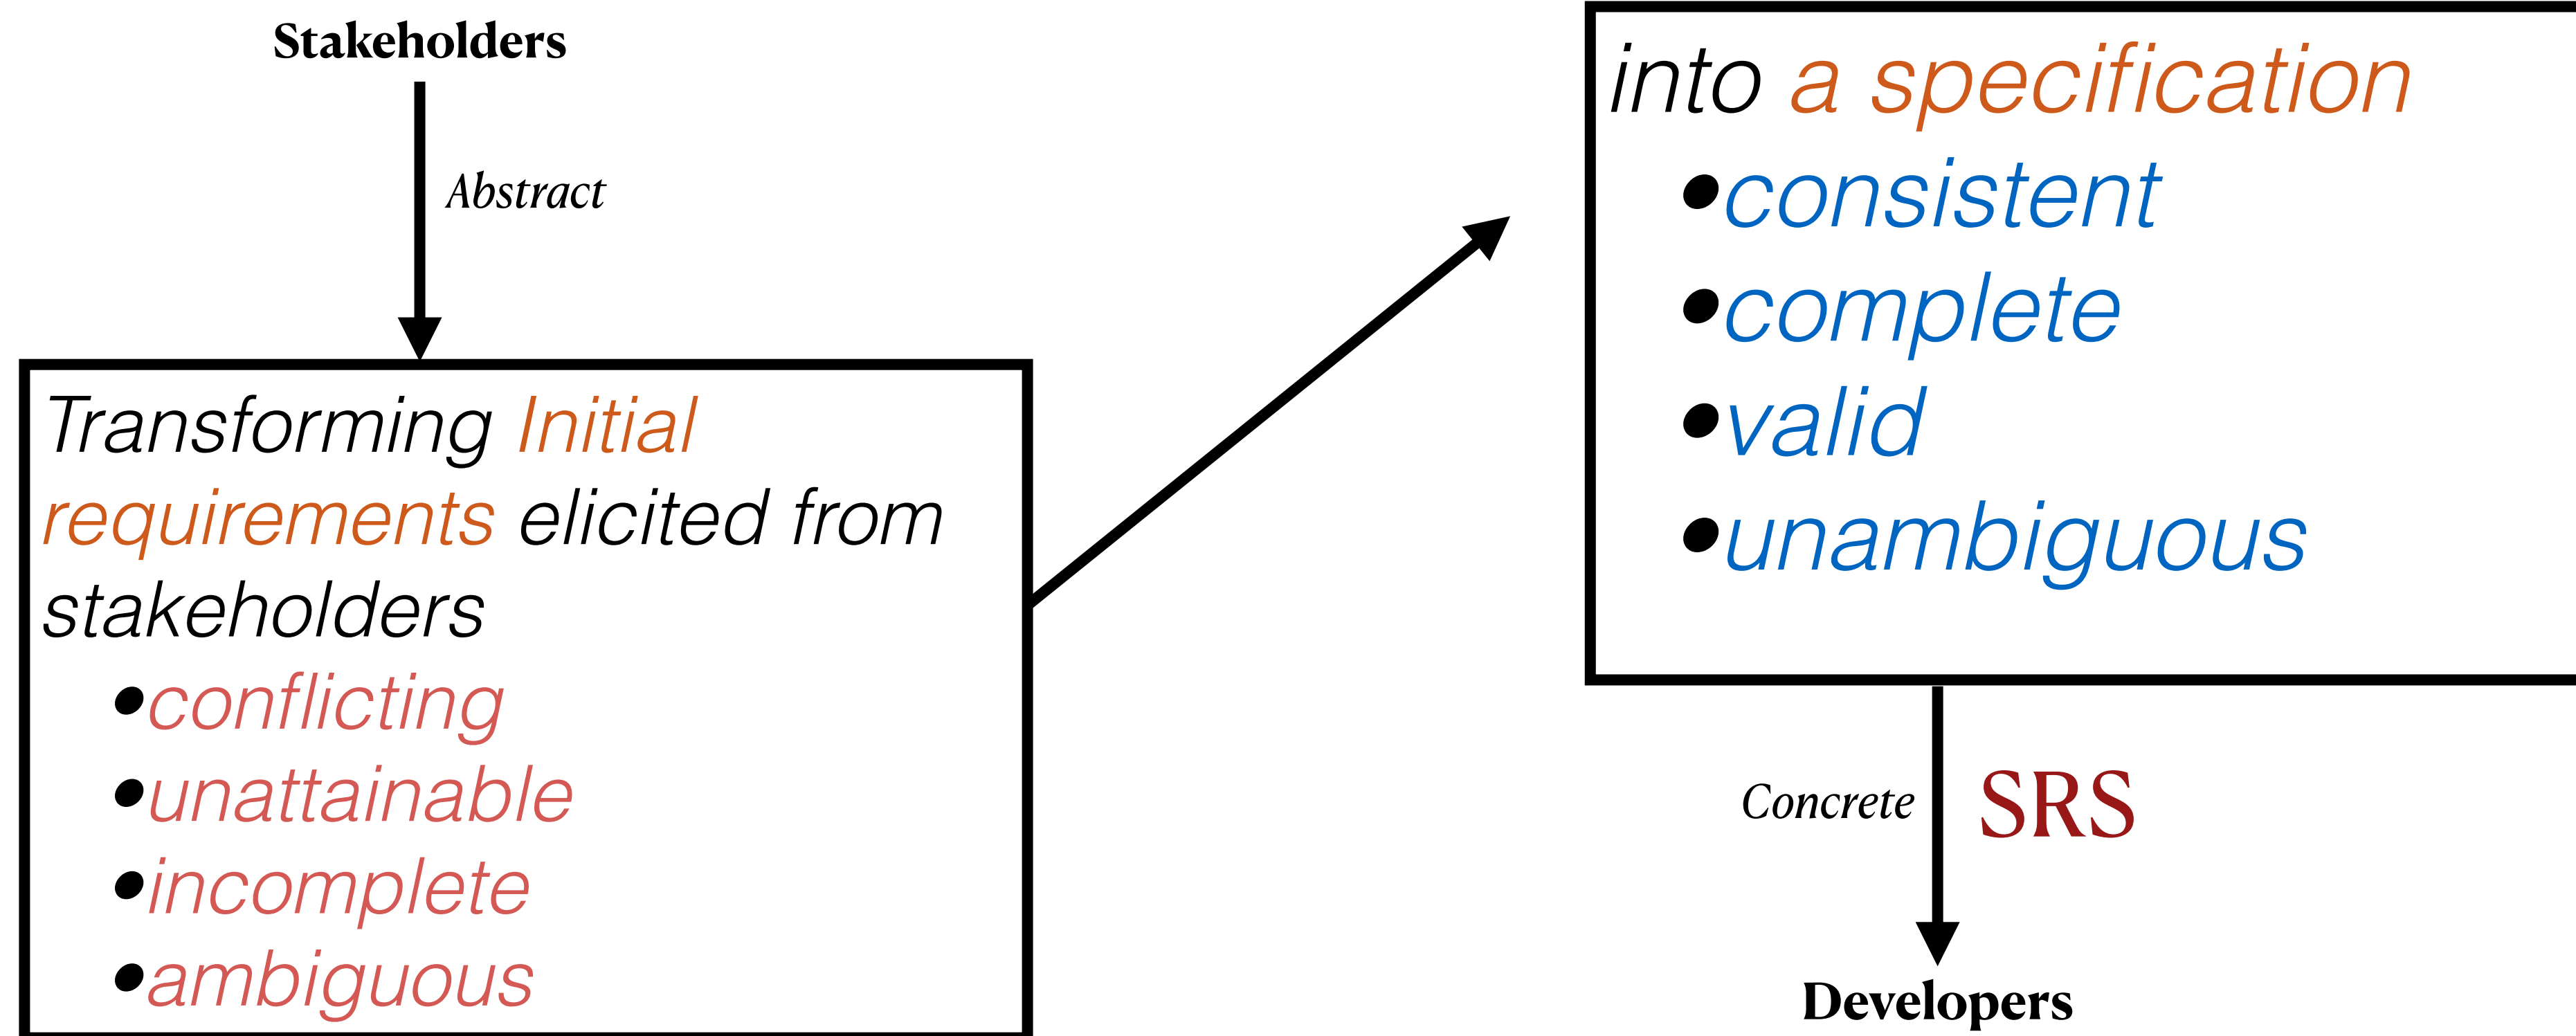 Stakeholders
Abstract
Transforming Initial
requirements elicited from
stakeholders
•conflicting
•unattainable
•incomplete
•ambiguous
into a specification
•consistent
•complete
•valid
•unambiguous
Concrete
SRS
Developers